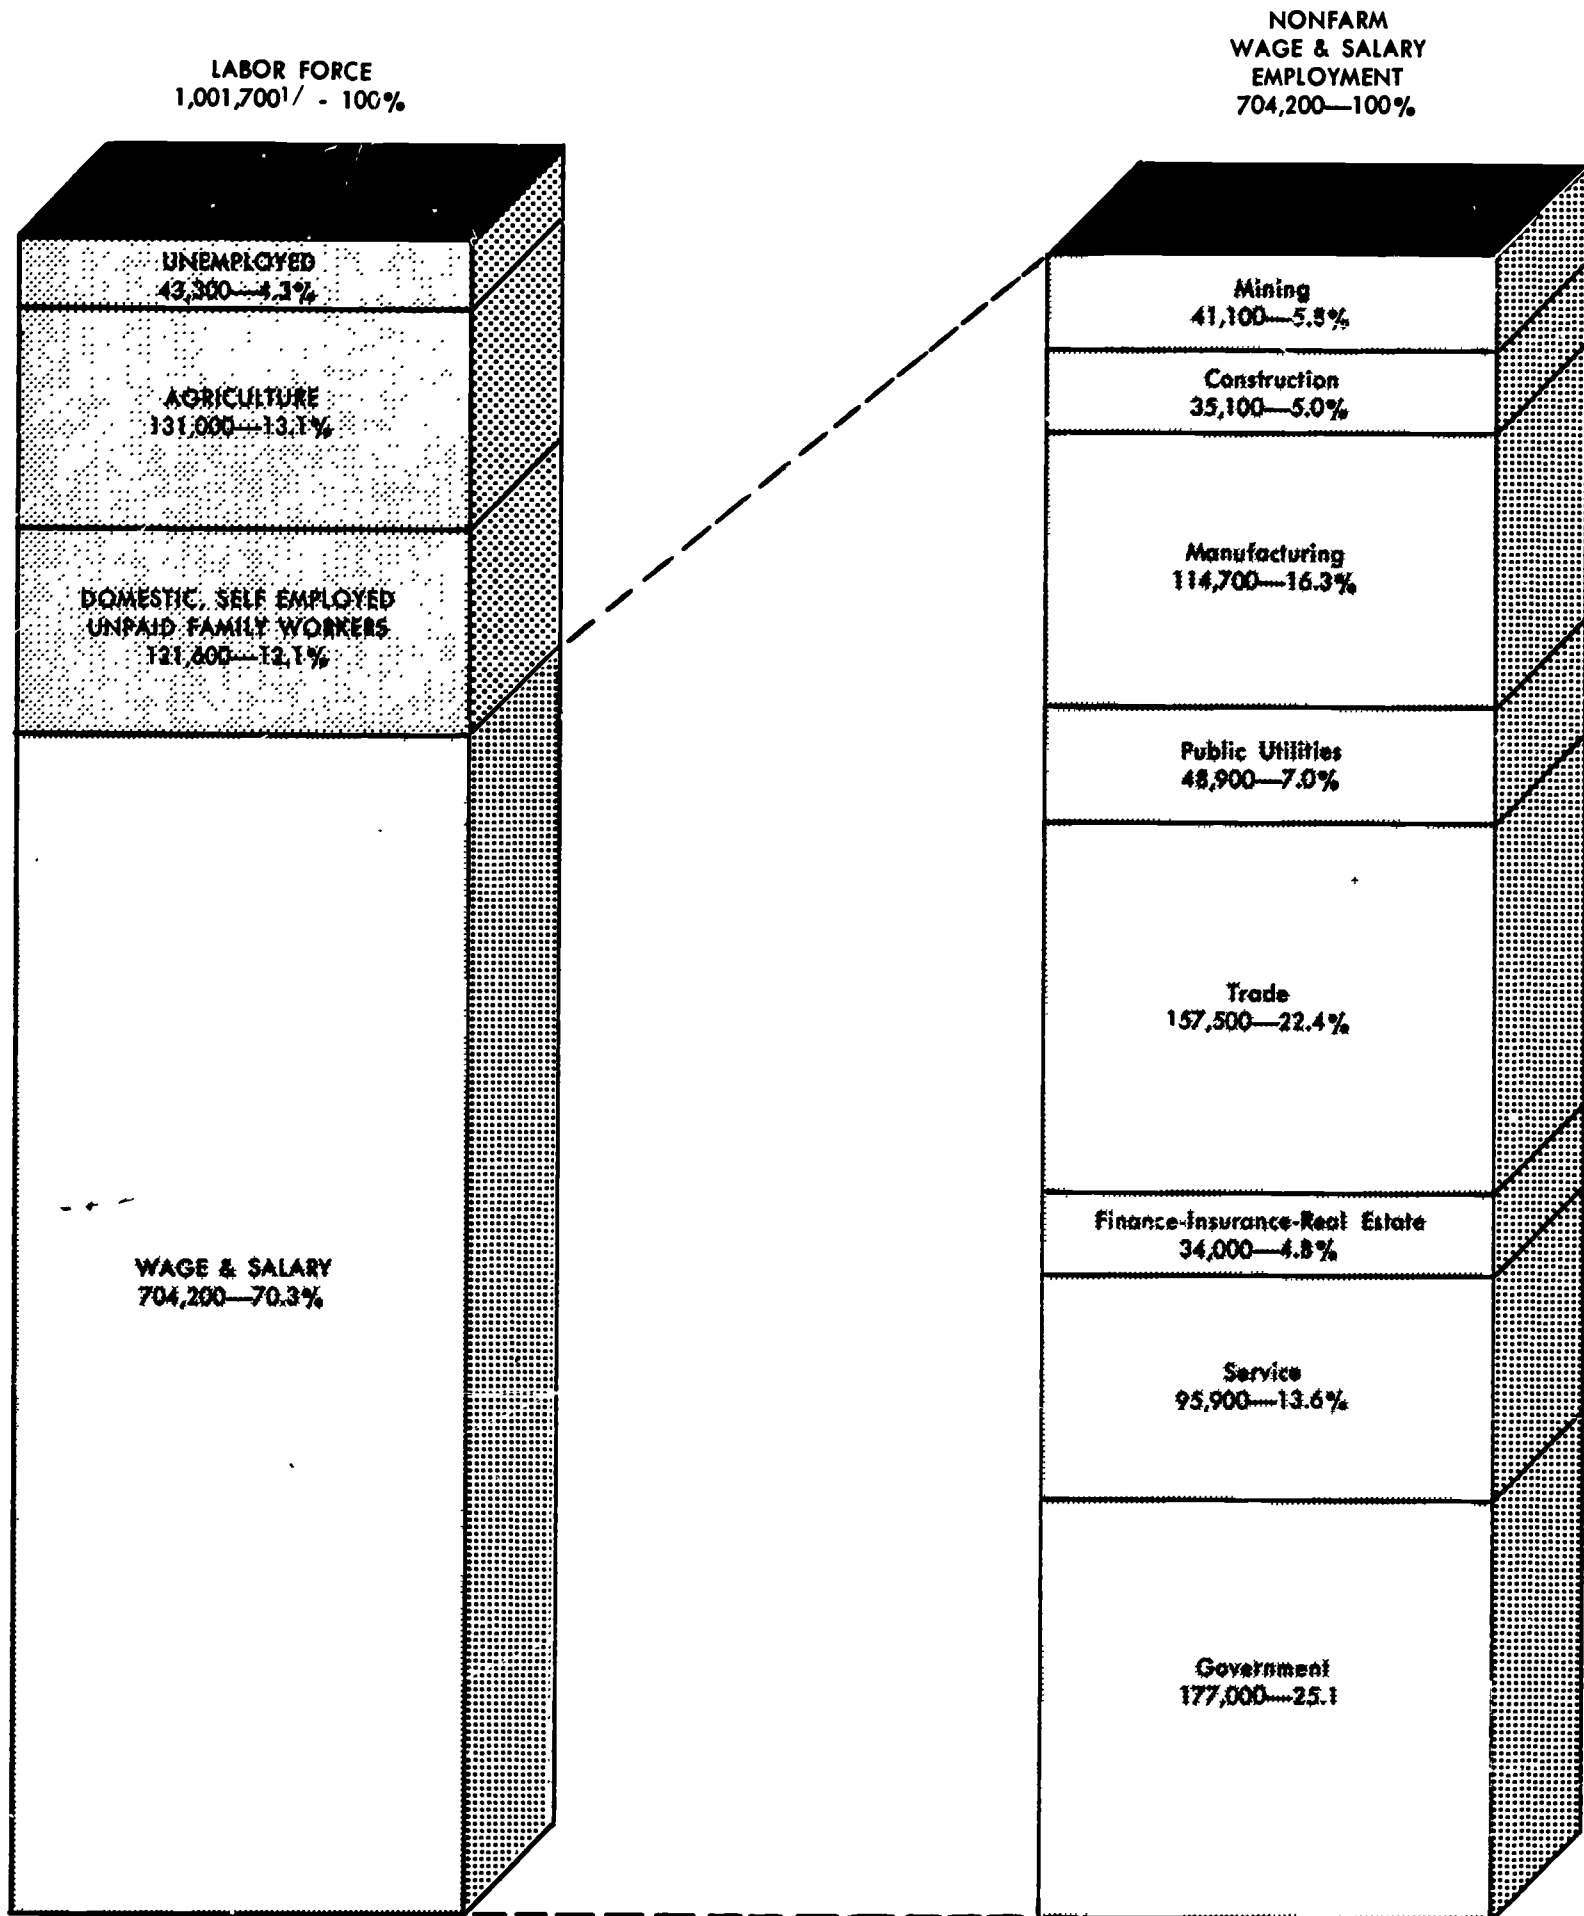 LABOR FORCE
1,001,700 1/ - 100%
UNEMPLOYED
43,300—4.3%
AGRICULTURE
131,000—13.1%
DOMESTIC, SELF EMPLOYED
UNPAID FAMILY WORKERS
121,600—12.1%
WAGE & SALARY
704,200—70.3%
NONFARM
WAGE & SALARY
EMPLOYMENT
704,200—100%
Mining
41,100—5.8%
Construction
35,100—5.0%
Manufacturing
114,700—16.3%
Public Utilities
48,900—7.0%
Trade
157,500—22.4%
Finance-Insurance-Real Estate
34,000—4.8%
Service
95,900—13.6%
Government
177,000—25.1